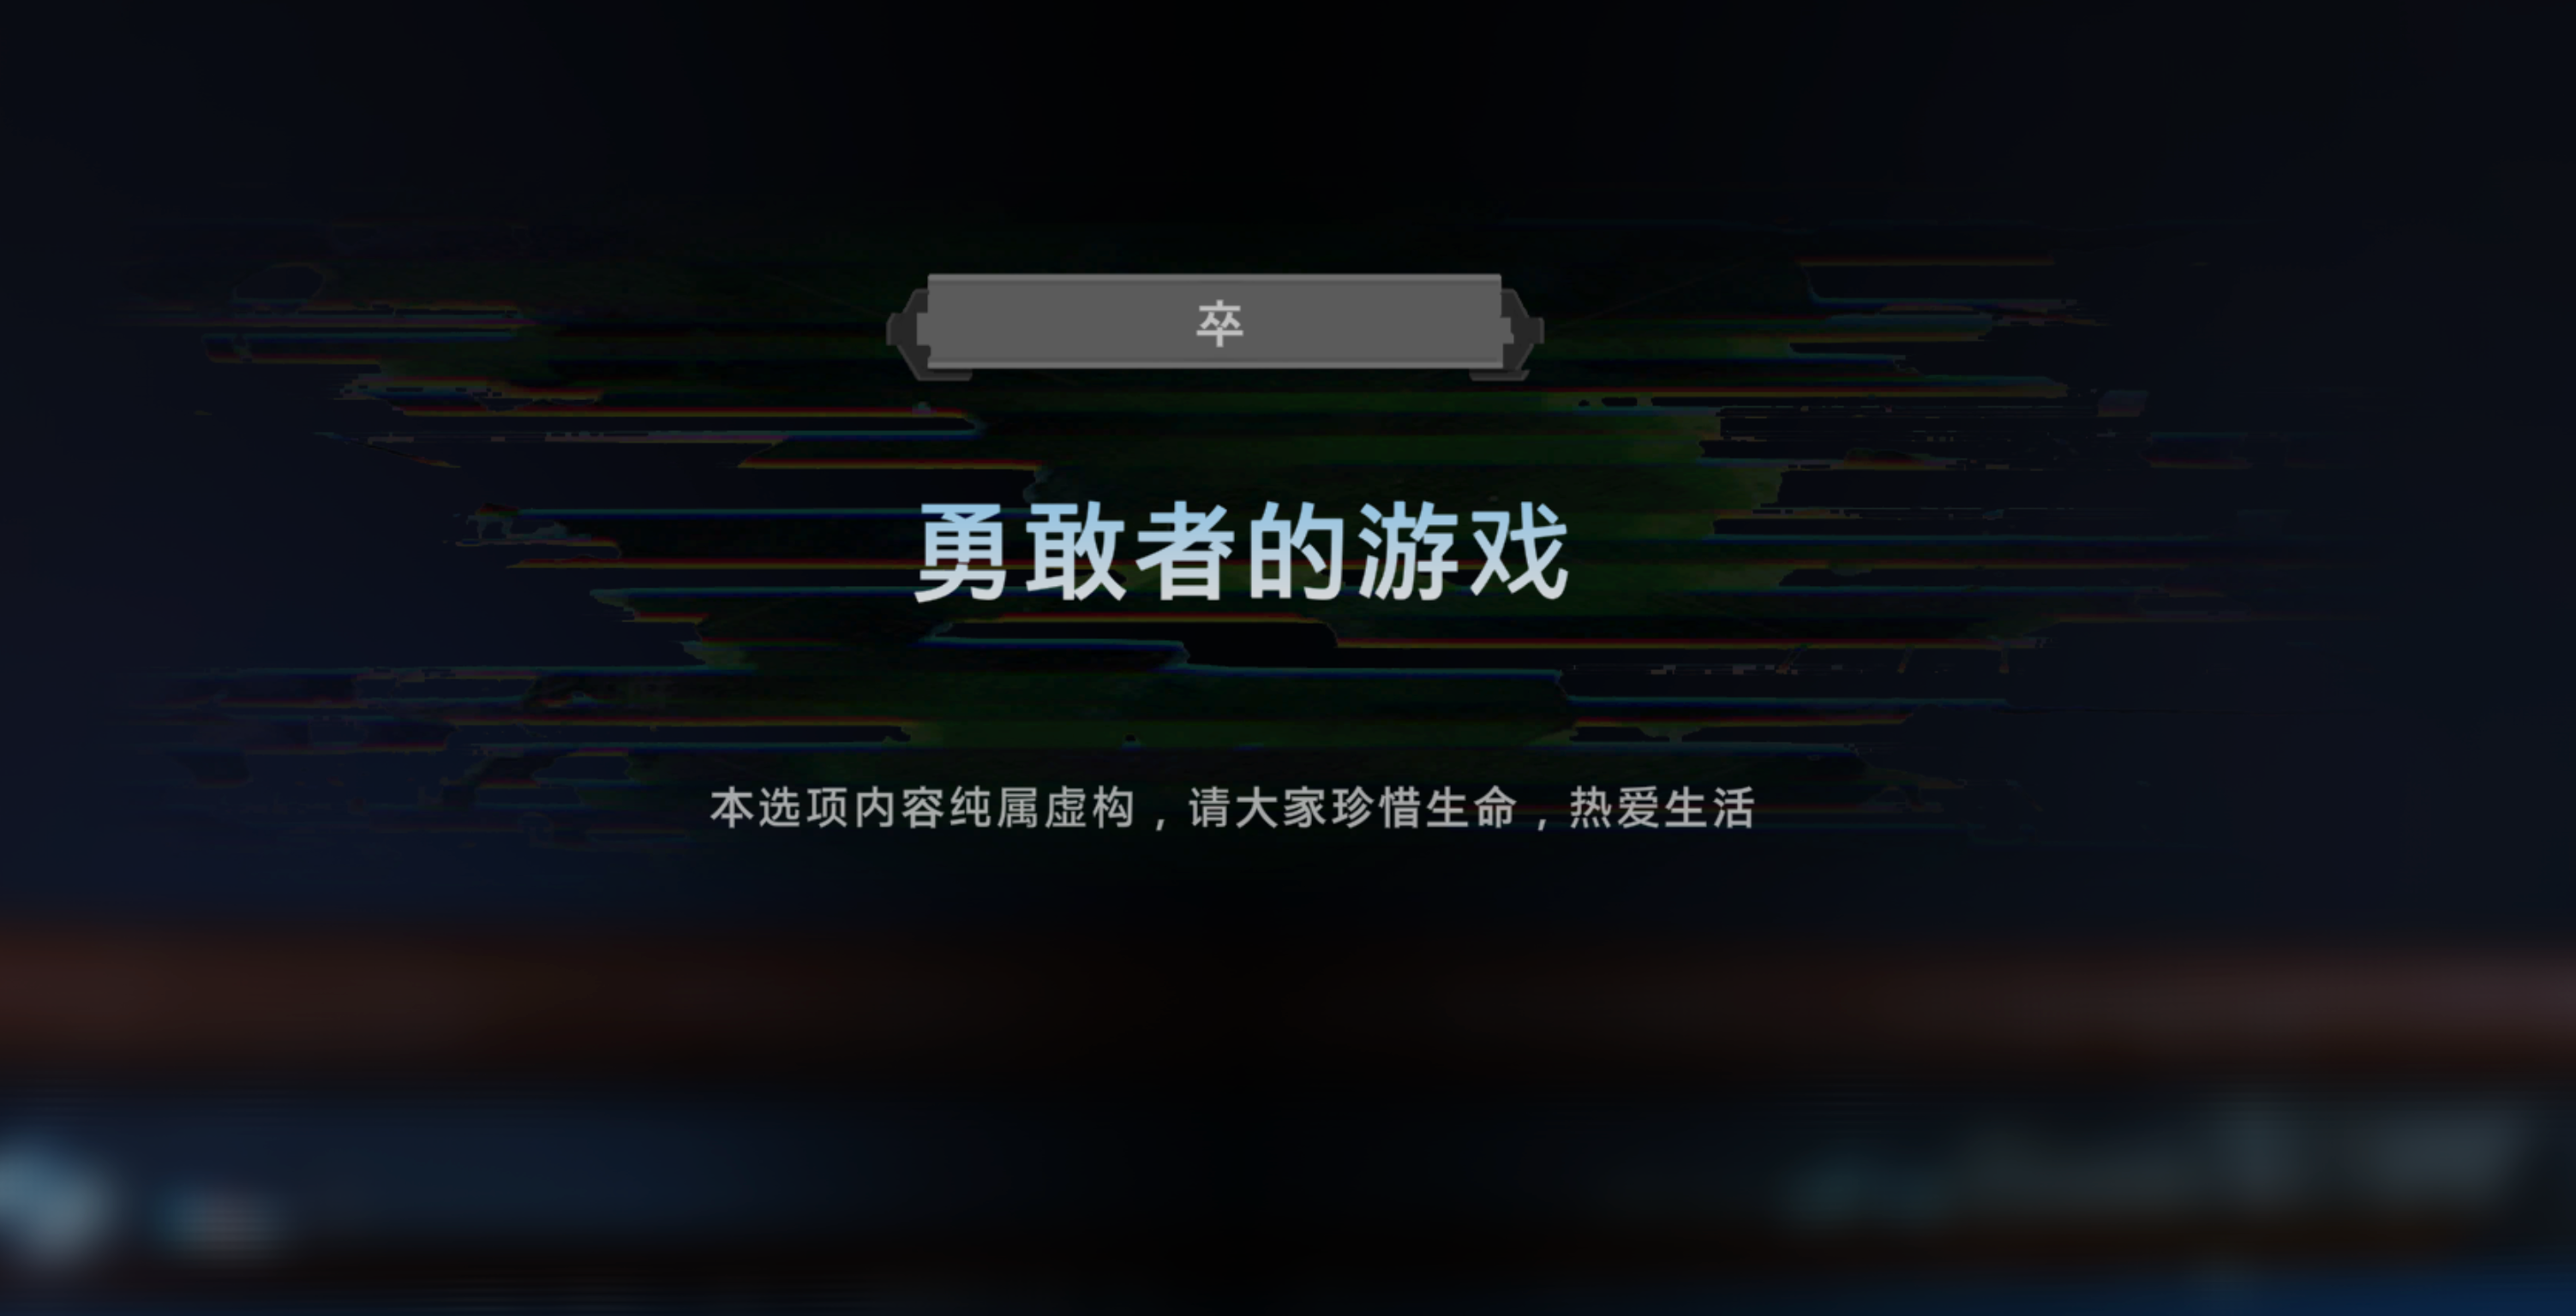 卒
勇敢者的游戏
本选项内容纯属虚构，请大家珍惜生命，热爱生活